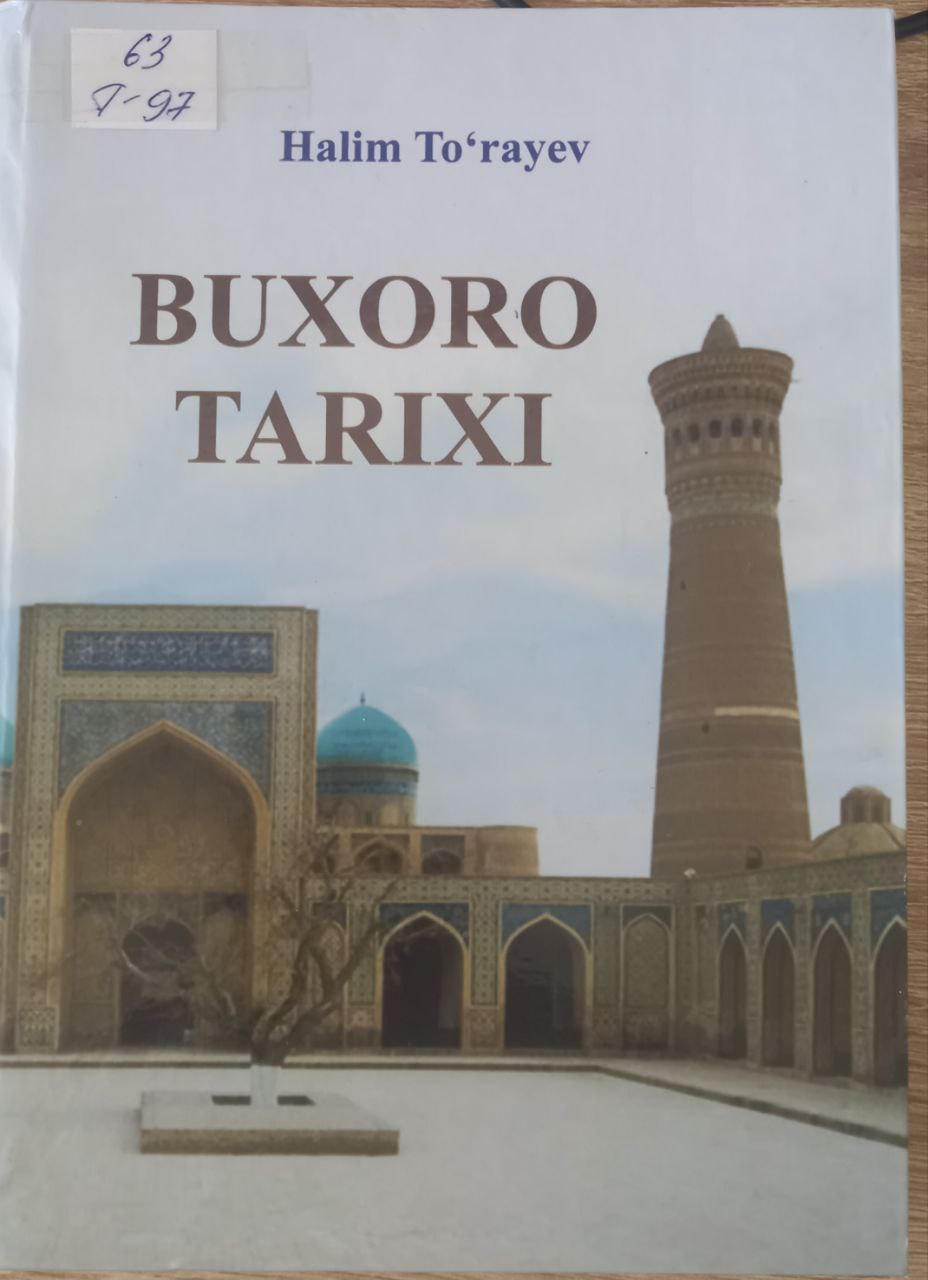 63
T-97
Halim To‘rayev
BUXORO
TARIXI